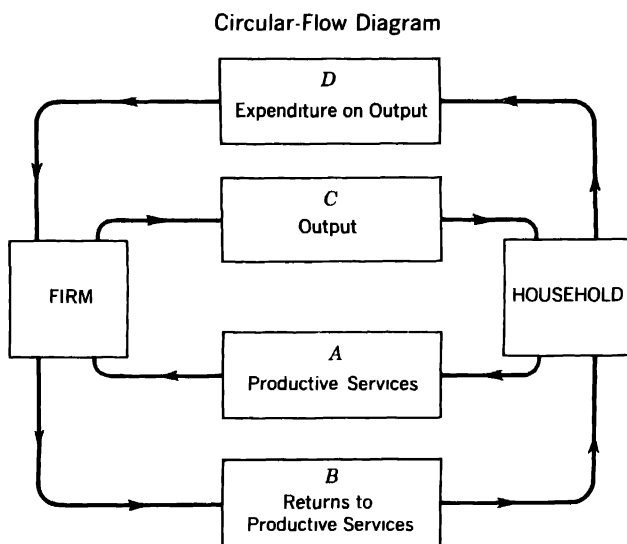 Circular-Flow Diagram
D
Expenditure on Output
C
Output
FIRM
HOUSEHOLD
A
Productive Services
B
Returns to
Productive Services